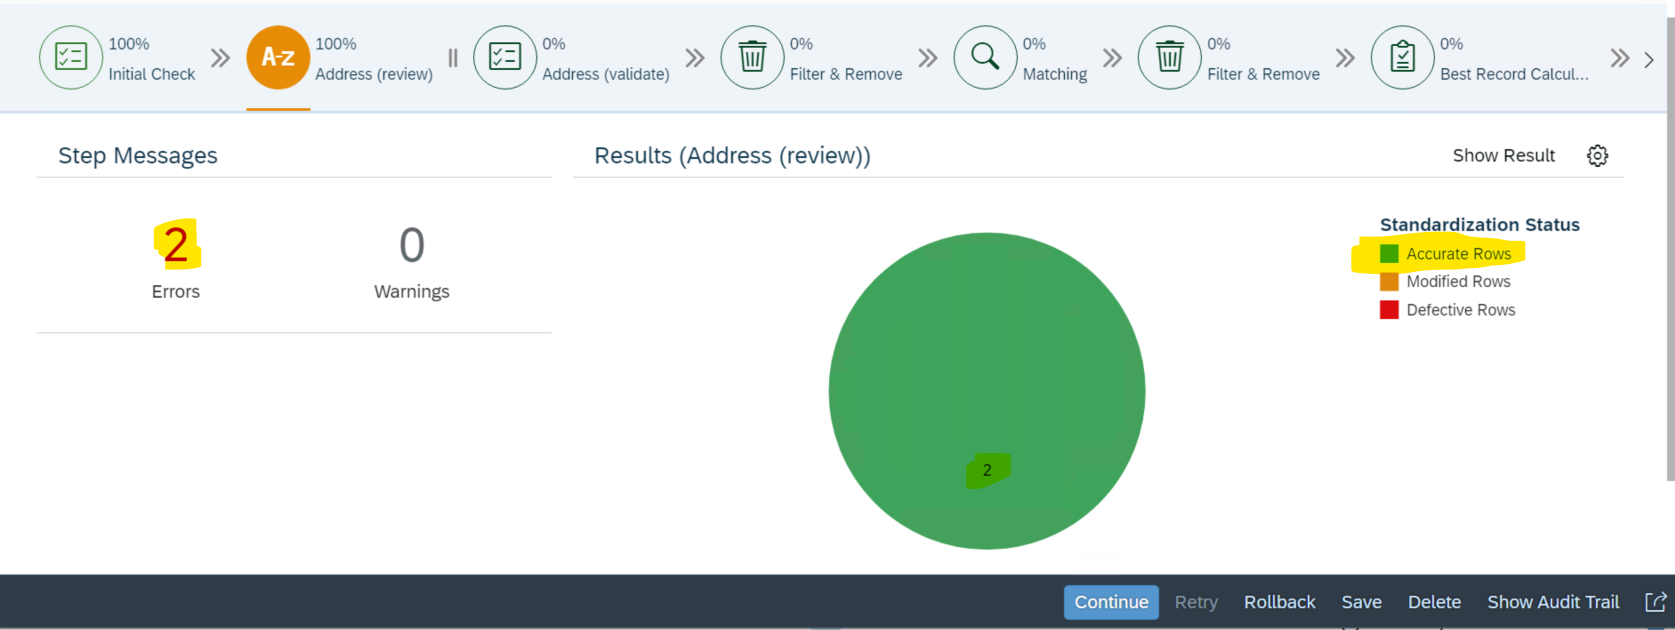 100%
Initial Check
A-z
100%
Address (review)
0%
Address (validate)
0%
Filter & Remove
0%
Matching
0%
Filter & Remove
0%
Best Record Calcul...
Step Messages
2
Errors
0
Warnings
Results (Address (review))
Show Result
Standardization Status
Accurate Rows
Modified Rows
Defective Rows
2
Continue
Retry
Rollback
Save
Delete
Show Audit Trail